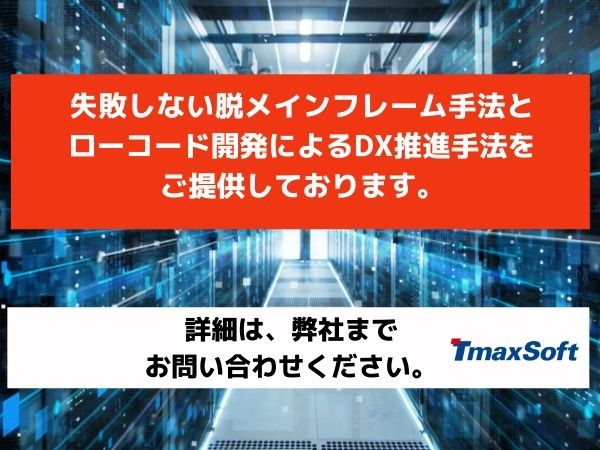 失敗しない脱メインフレーム手法と
ローコード開発によるDX推進手法を
ご提供しております。
詳細は、弊社まで
お問い合わせください。
TmaxSoft